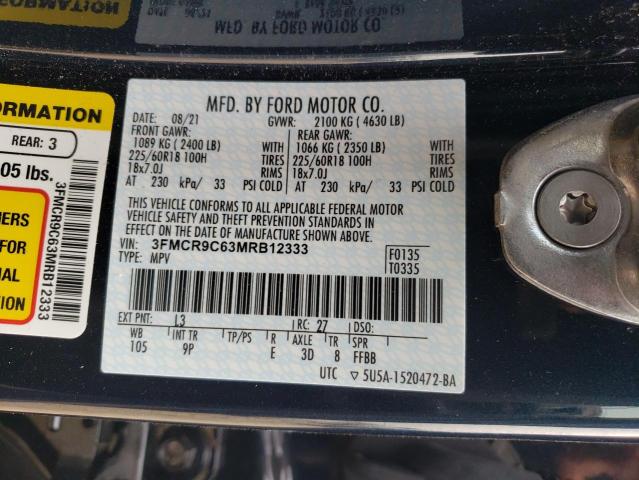 MFD. BY FORD MOTOR CO.
MFD. BY FORD MOTOR CO.
DATE: 08/21 GVWR: 2100 KG ( 4630 LB)
FRONT GAWR: REAR GAWR:
1089 KG ( 2400 LB) WITH 1066 KG ( 2350 LB) WITH
225/60R18 100H TIRES 225/60R18 100H TIRES
18x7.0J RIMS 18x7.0J RIMS
AT 230 kPa/ 33 PSI COLD AT 230 kPa/ 33 PSI COLD
THIS VEHICLE CONFORMS TO ALL APPLICABLE FEDERAL MOTOR
VEHICLE SAFETY AND THEFT PREVENTION STANDARDS IN
EFFECT ON THE DATE OF MANUFACTURE SHOWN ABOVE.
VIN: 3FMCR9C63MRB12333 F0135
TYPE: MPV T0335
EXT PNT: L3 RC: 27 DSO:
WB INT TR TP/PS R AXLE TR SPR
105 9P E 3D 8 FFBB
UTC ▽ 5U5A-1520472-BA
ORMATION
REAR: 3
05 lbs.
NERS
FOR
NAL
ION
3FMCR9C63MRB12333